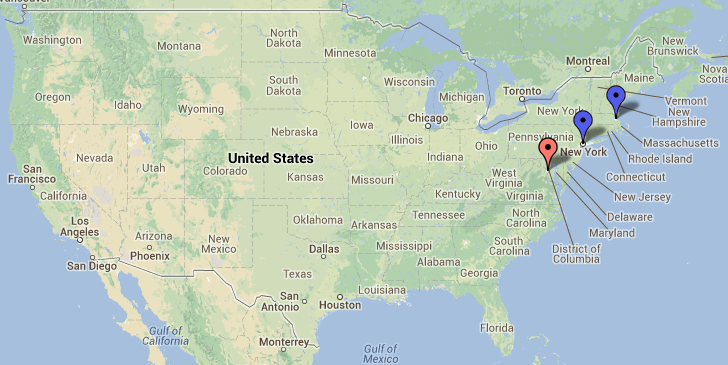 Vancouver
Washington
Montana
North
Dakota
Minnesota
Montreal
New
Brunswick
Maine
Nova
Scotia
Oregon
Idaho
Wyoming
South
Dakota
Wisconsin
Michigan
Toronto
Vermont
New
Hampshire
New York
Massachusetts
Rhode Island
Connecticut
New Jersey
Delaware
Maryland
District of
Columbia
Nebraska
Iowa
Chicago
Illinois
Indiana
Ohio
Pennsylvania
New York
Nevada
Utah
Colorado
United States
Kansas
Missouri
West
Virginia
Virginia
Kentucky
San
Francisco
California
Los
Angeles
San Diego
Arizona
Phoenix
New
Mexico
Oklahoma
Arkansas
Tennessee
North
Carolina
South
Carolina
Dallas
Mississippi
Alabama
Georgia
Texas
Louisiana
San
Antonio
Houston
Florida
Gulf of
California
Monterrey
Gulf of
Mexico